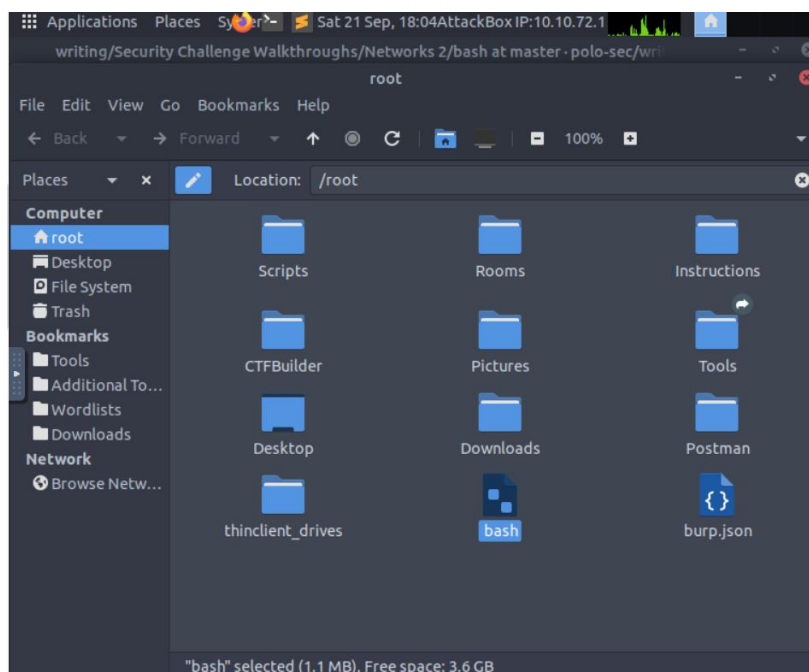 Applications Places Sat 21 Sep, 18:04 AttackBox IP:10.10.72.1
writing/Security Challenge Walkthroughs/Networks 2/bash at master · polo-sec/wri
root
File Edit View Go Bookmarks Help
Back Forward 100%
Places Location: /root
Computer
root
Desktop
File System
Trash
Bookmarks
Tools
Additional To...
Wordlists
Downloads
Network
Browse Netw...
Scripts Rooms Instructions
CTFBuilder Pictures Tools
Desktop Downloads Postman
thinclient_drives bash burp.json
"bash" selected (1.1 MB), Free space: 3.6 GB